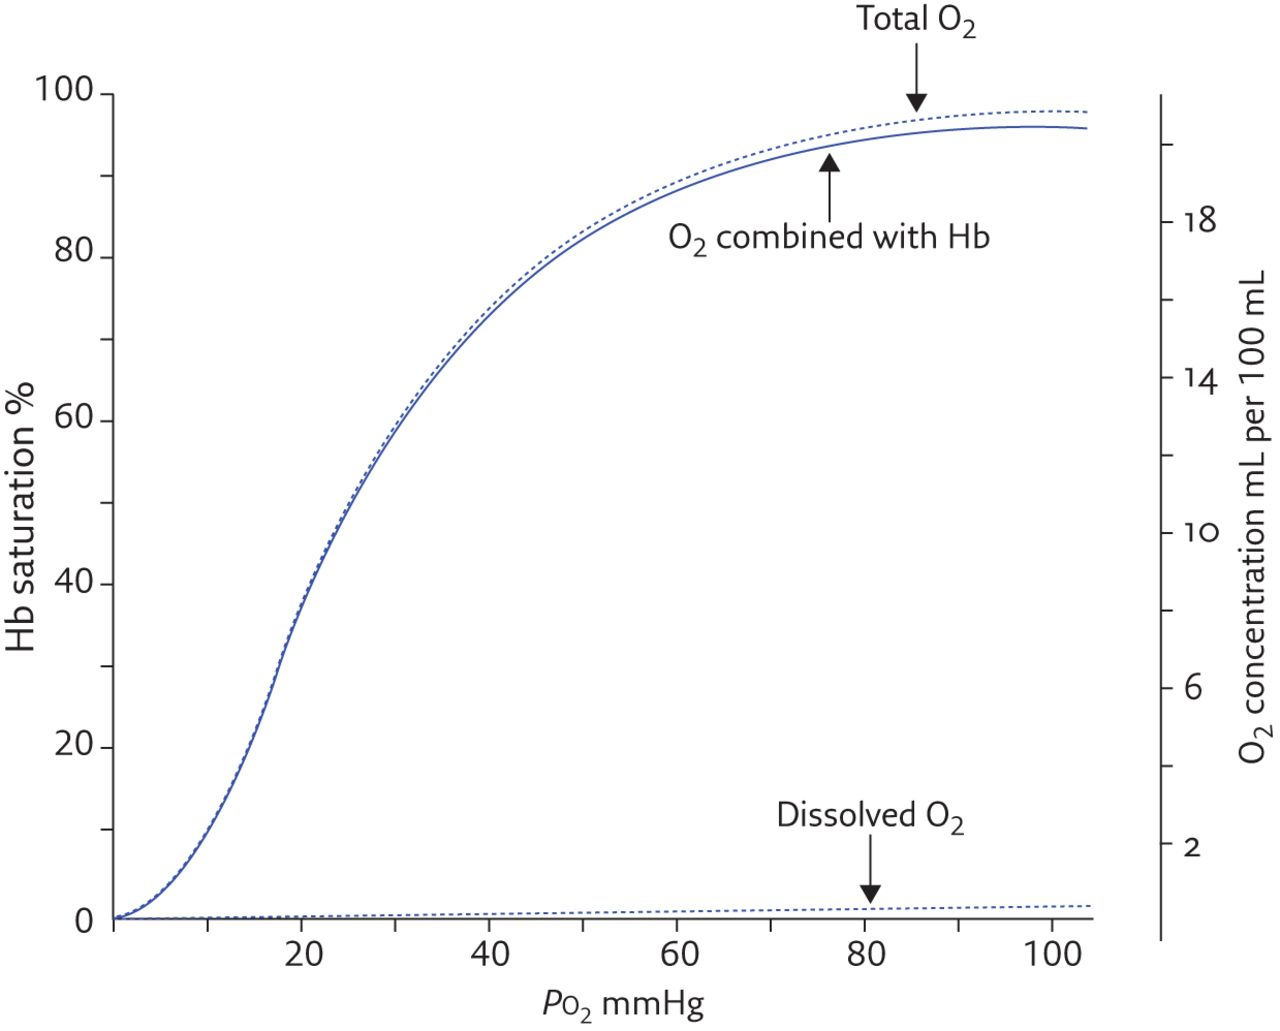 Total O₂
100
80
60
40
20
0
Hb saturation %
O₂ combined with Hb
Dissolved O₂
18
14
10
6
2
O₂ concentration mL per 100 mL
20 40 60 80 100
PO₂ mmHg